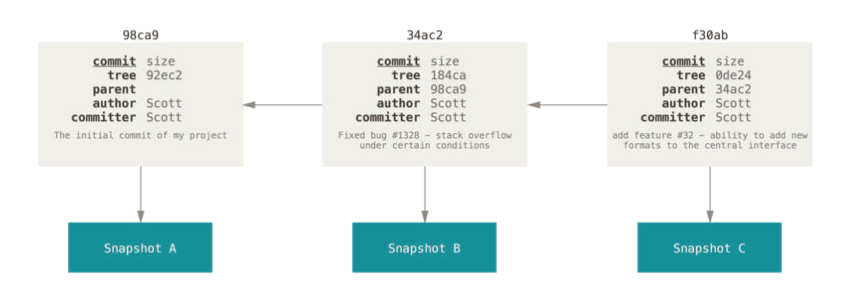 98ca9
commit size
tree 92ec2
parent
author Scott
committer Scott
The initial commit of my project
Snapshot A
34ac2
commit size
tree 184ca
parent 98ca9
author Scott
committer Scott
Fixed bug #1328 – stack overflow
under certain conditions
Snapshot B
f30ab
commit size
tree 0de24
parent 34ac2
author Scott
committer Scott
add feature #32 – ability to add new
formats to the central interface
Snapshot C